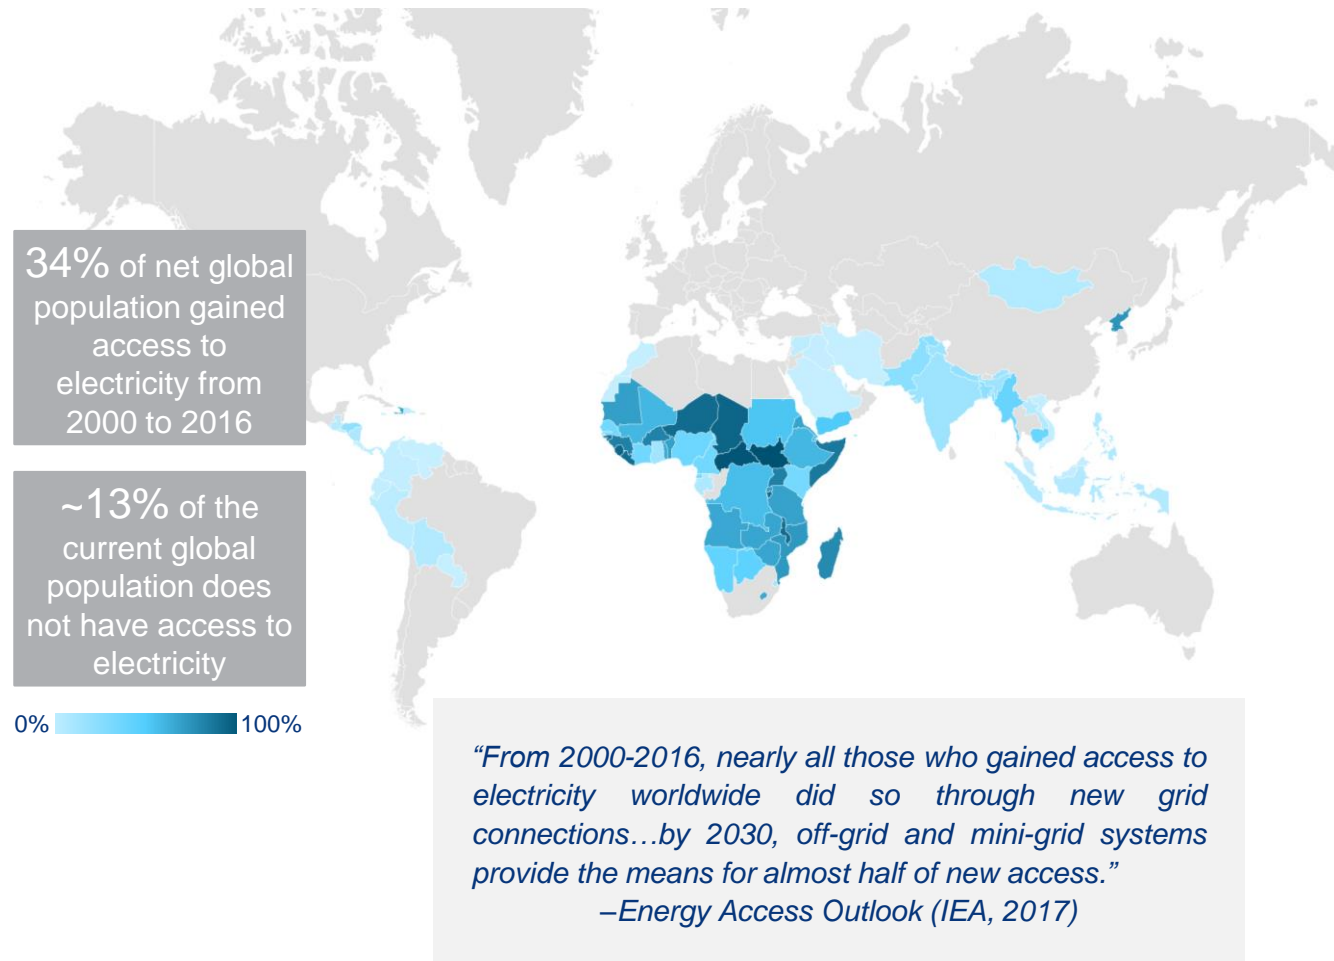 34% of net global
population gained
access to
electricity from
2000 to 2016
~13% of the
current global
population does
not have access to
electricity
0%
100%
“From 2000-2016, nearly all those who gained access to
electricity worldwide did so through new grid
connections…by 2030, off-grid and mini-grid systems
provide the means for almost half of new access.”
–Energy Access Outlook (IEA, 2017)